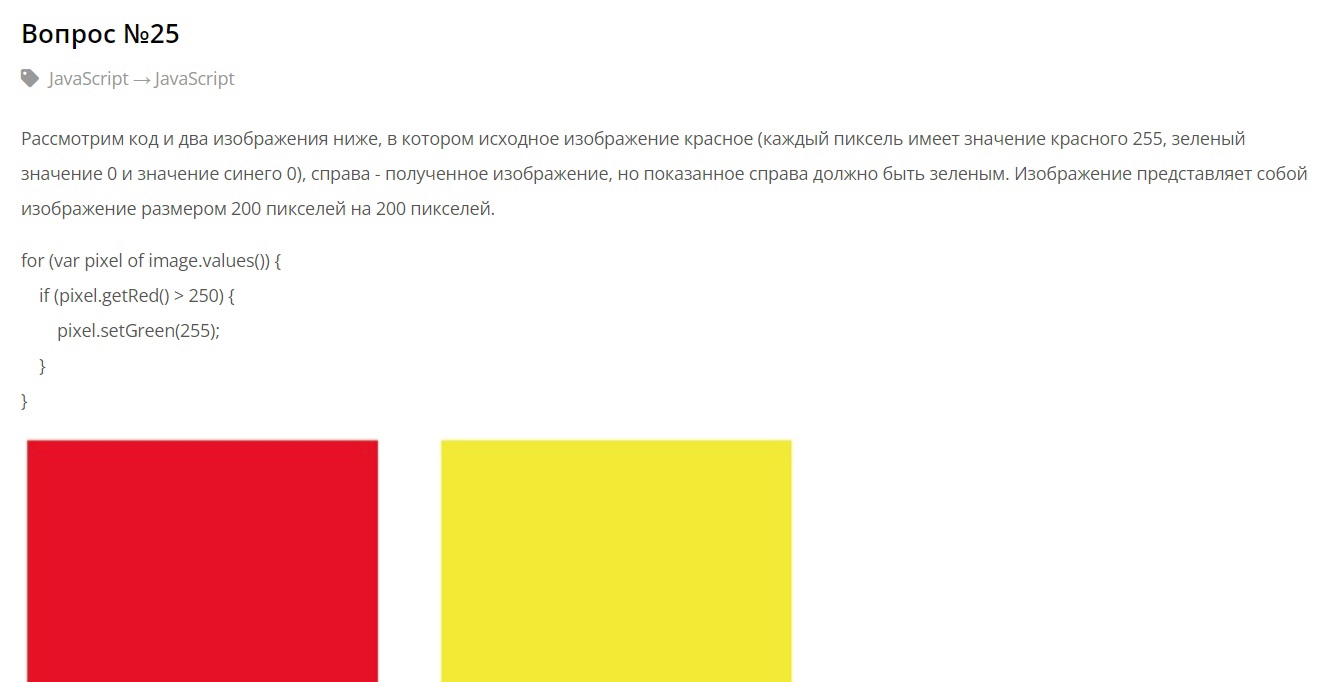 Вопрос №25
JavaScript → JavaScript
Рассмотрим код и два изображения ниже, в котором исходное изображение красное (каждый пиксель имеет значение красного 255, зеленый
значение 0 и значение синего 0), справа - полученное изображение, но показанное справа должно быть зеленым. Изображение представляет собой
изображение размером 200 пикселей на 200 пикселей.
for (var pixel of image.values()) {
if (pixel.getRed() > 250) {
pixel.setGreen(255);
}
}